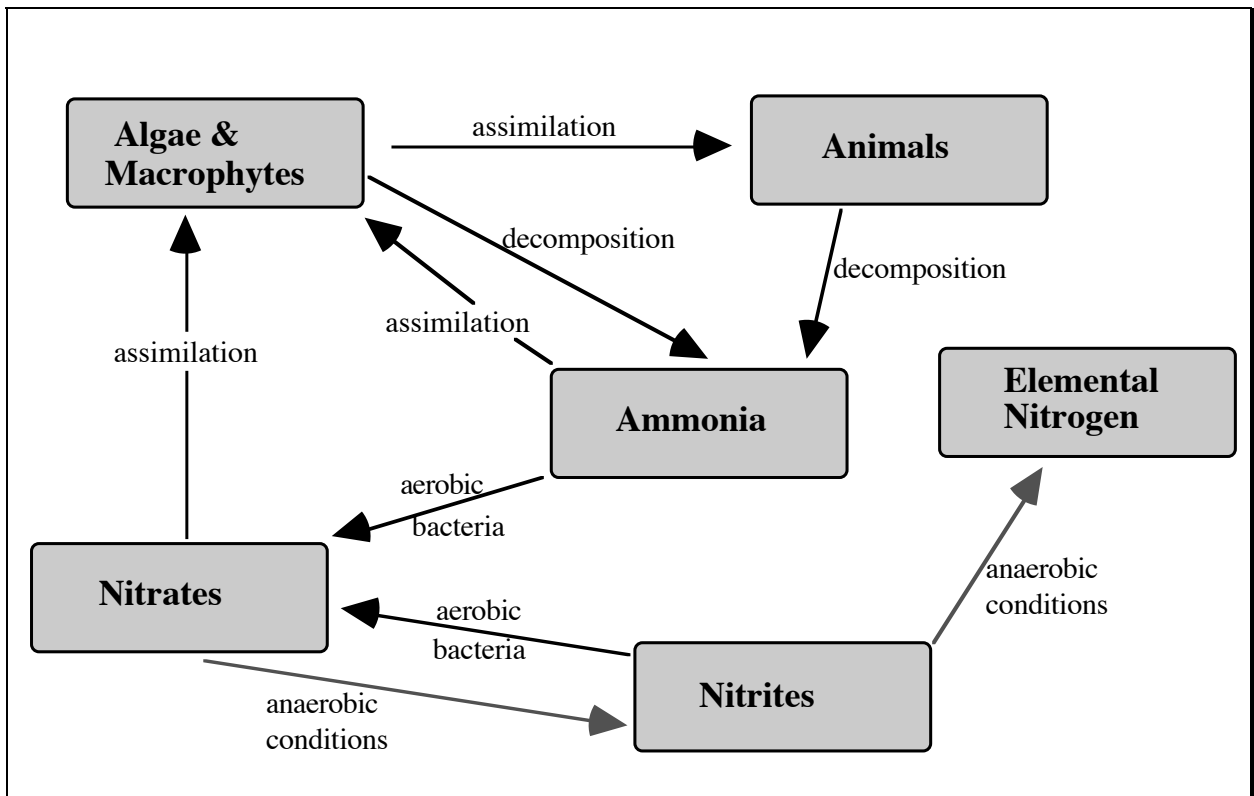 Algae &
Macrophytes
assimilation
Animals
decomposition
decomposition
assimilation
assimilation
Elemental
Nitrogen
Ammonia
aerobic
bacteria
Nitrates
anaerobic
conditions
aerobic
bacteria
Nitrites
anaerobic
conditions